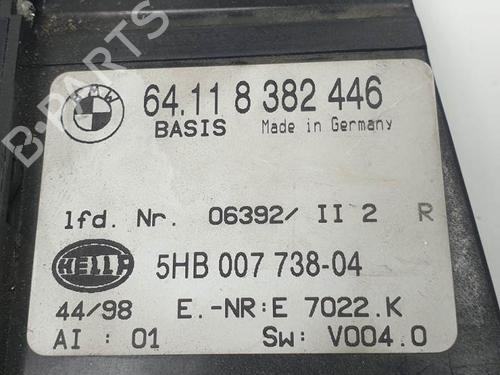 BMW 64.11 8 382 446
BASIS Made in Germany
lfd. Nr. 06392/ II 2 R
HELLA 5HB 007 738-04
44/98 E.-NR:E 7022.K
AI : 01 Sw: V004.0
B-PARTS